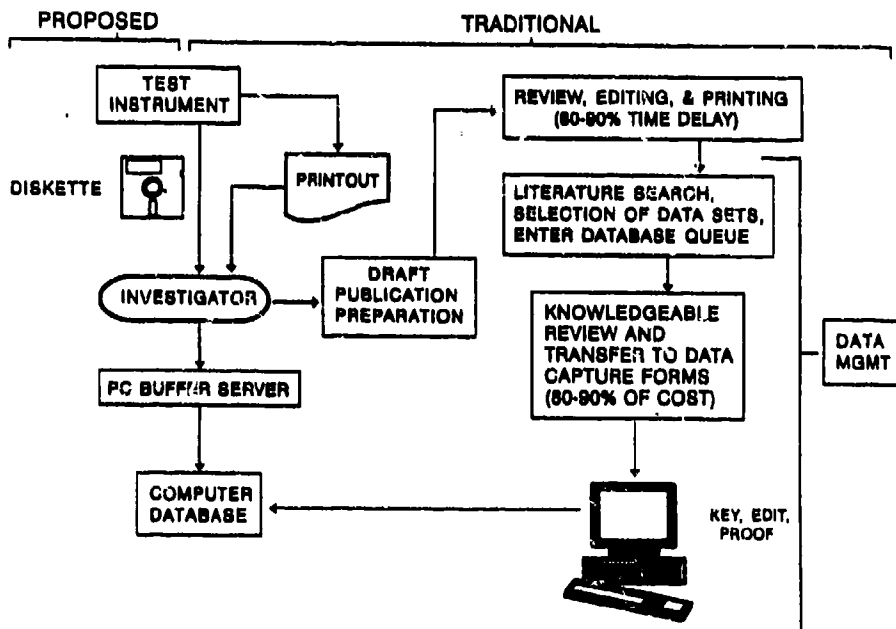 PROPOSED
TRADITIONAL
TEST
INSTRUMENT
DISKETTE
PRINTOUT
INVESTIGATOR
DRAFT
PUBLICATION
PREPARATION
PC BUFFER SERVER
COMPUTER
DATABASE
REVIEW, EDITING, & PRINTING
(80-90% TIME DELAY)
LITERATURE SEARCH,
SELECTION OF DATA SETS,
ENTER DATABASE QUEUE
KNOWLEDGEABLE
REVIEW AND
TRANSFER TO DATA
CAPTURE FORMS
(80-90% OF COST)
KEY, EDIT,
PROOF
DATA
MGMT